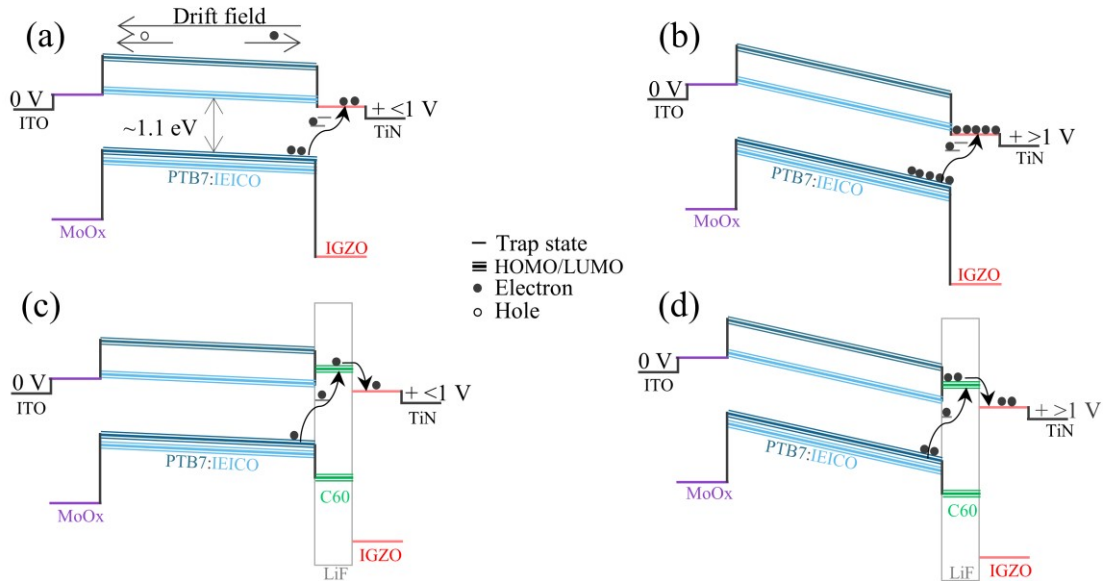 (a)
Drift field
0 V
ITO
~1.1 eV
+ <1 V
TiN
PTB7:IEICO
MoOx
IGZO
(b)
0 V
ITO
+ >1 V
TiN
PTB7:IEICO
MoOx
IGZO
Trap state
HOMO/LUMO
Electron
Hole
(c)
0 V
ITO
+ <1 V
TiN
PTB7:IEICO
C60
MoOx
IGZO
LiF
(d)
0 V
ITO
+ >1 V
TiN
PTB7:IEICO
C60
MoOx
IGZO
LiF